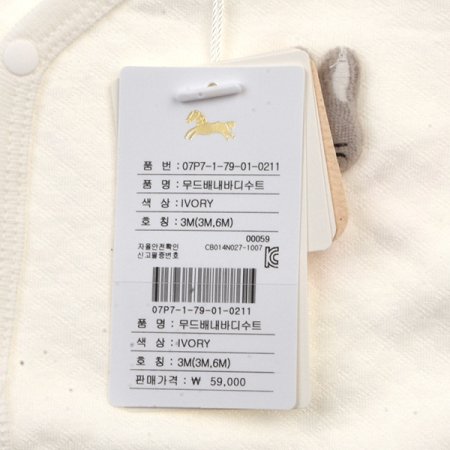 품 번 : 07P7-1-79-01-0211
품 명 : 무드배내바디수트
색 상 : IVORY
호 칭 : 3M(3M,6M)
00059
자율안전확인 CB014N027-1007
신고필증번호
07P7-1-79-01-0211
품 명 : 무드배내바디수트
색 상 : IVORY
호 칭 : 3M(3M,6M)
판매가격 : ₩ 59,000